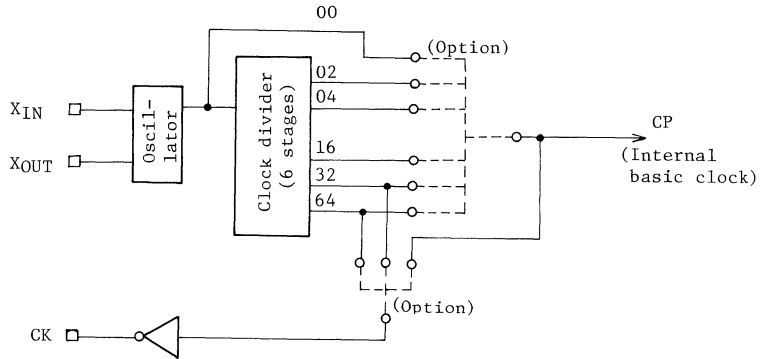 00
(Option)
02
04
16
32
64
XIN
XOUT
Oscil-
lator
Clock divider
(6 stages)
CP
(Internal
basic clock)
(Option)
CK